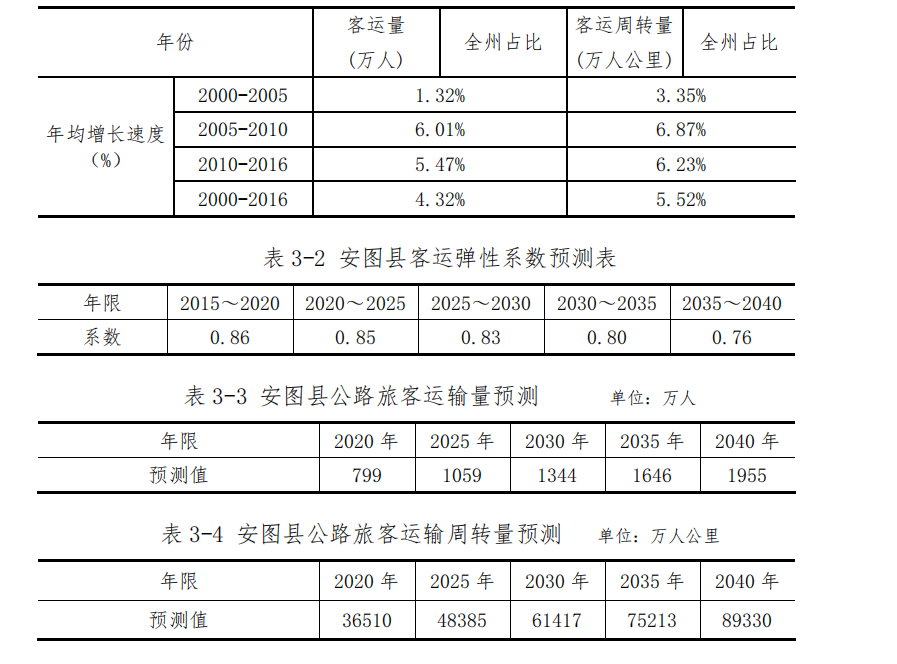 年份 客运量(万人) 全州占比 客运周转量(万人公里) 全州占比
年均增长速度(%) 2000-2005 1.32% 3.35%
2005-2010 6.01% 6.87%
2010-2016 5.47% 6.23%
2000-2016 4.32% 5.52%
表 3-2 安图县客运弹性系数预测表
年限 2015～2020 2020～2025 2025～2030 2030～2035 2035～2040
系数 0.86 0.85 0.83 0.80 0.76
表 3-3 安图县公路旅客运输量预测 单位：万人
年限 2020 年 2025 年 2030 年 2035 年 2040 年
预测值 799 1059 1344 1646 1955
表 3-4 安图县公路旅客运输周转量预测 单位：万人公里
年限 2020 年 2025 年 2030 年 2035 年 2040 年
预测值 36510 48385 61417 75213 89330